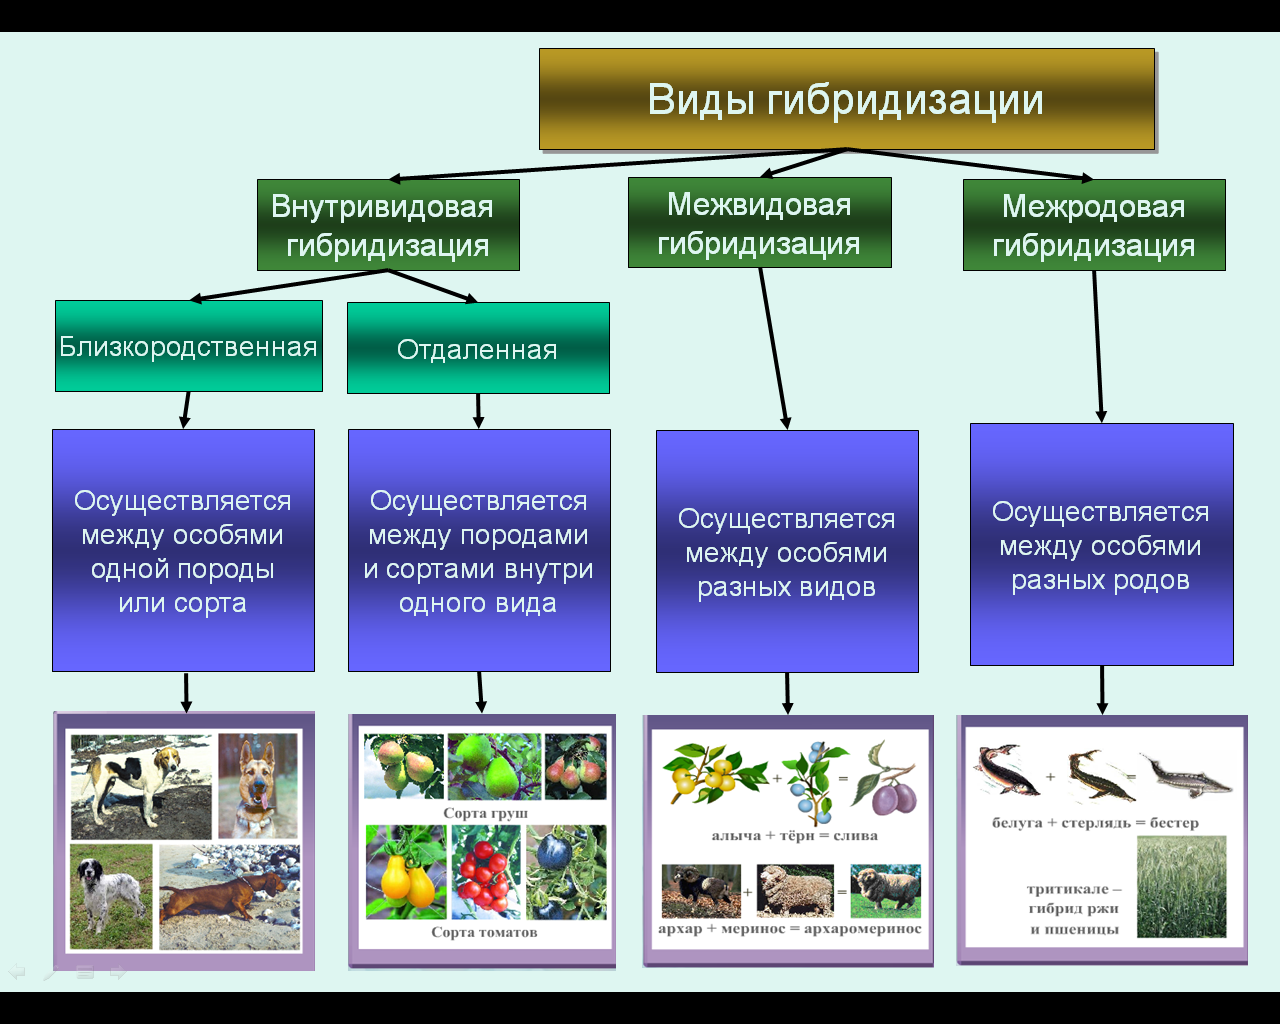 Виды гибридизации
Внутривидовая
гибридизация
Межвидовая
гибридизация
Межродовая
гибридизация
Близкородственная
Отдаленная
Осуществляется
между особями
одной породы
или сорта
Осуществляется
между породами
и сортами внутри
одного вида
Осуществляется
между особями
разных видов
Осуществляется
между особями
разных родов
Сорта груш
Сорта томатов
+ =
алыча + тёрн = слива
+ =
архар + меринос = архаромеринос
+ =
белуга + стерлядь = бестер
тритикале –
гибрид ржи
и пшеницы